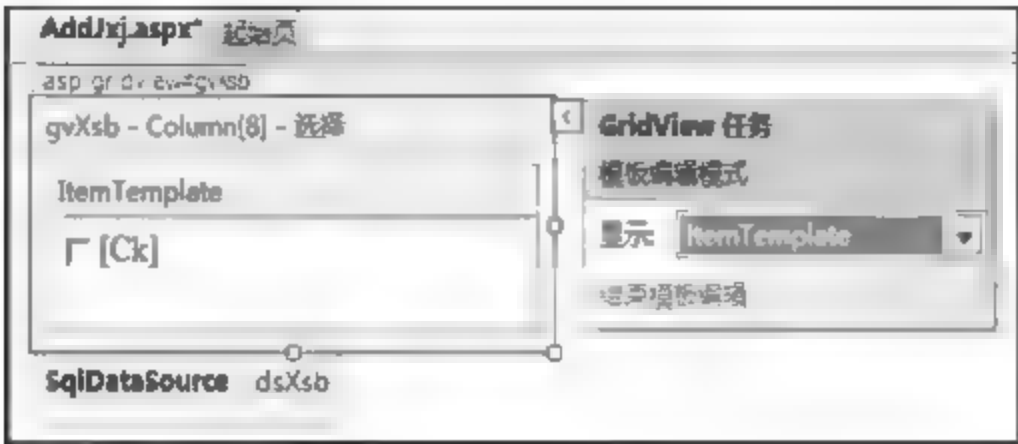 AddJxj.aspx* 起始页
asp:gridview#gvXsb
gvXsb - Column[8] - 选择
ItemTemplate
[Ck]
SqlDataSource - dsXsb
GridView 任务
模板编辑模式
显示 ItemTemplate
结束模板编辑